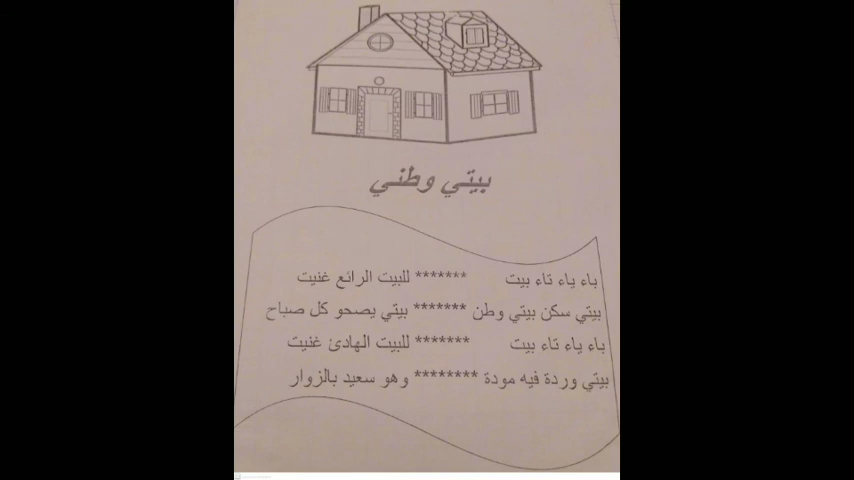 بيتي وطني
باء ياء تاء بيت ******* للبيت الرائع غنيت
بيتي سكن بيتي وطن ******* بيتي يصحو كل صباح
باء ياء تاء بيت ******* للبيت الهادئ غنيت
بيتي وردة فيه مودة ******** وهو سعيد بالزوار